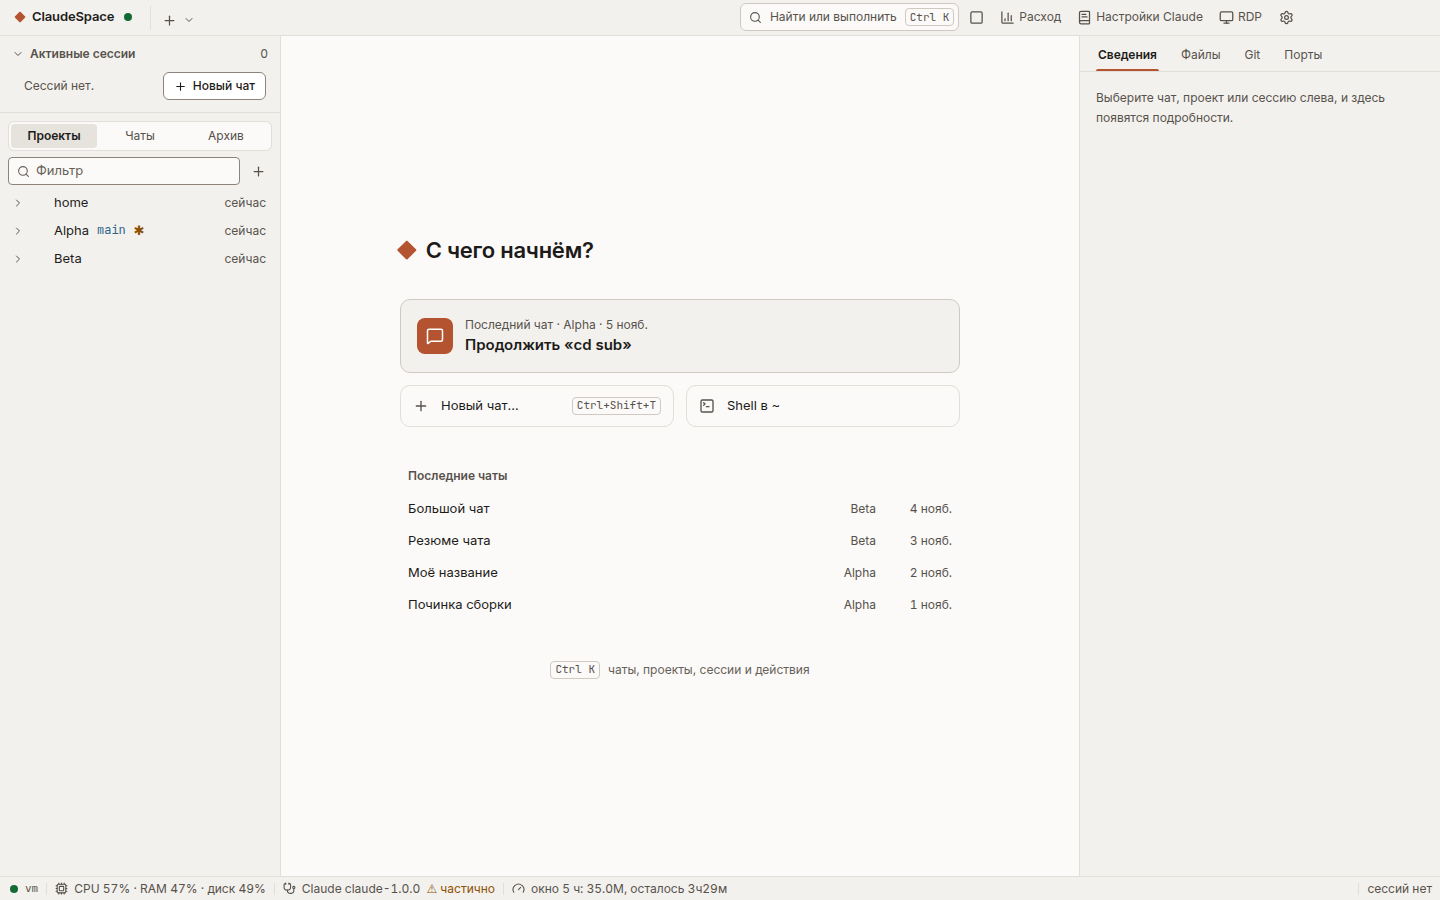 ClaudeSpace
Найти или выполнить Ctrl K
Расход
Настройки Claude
RDP
Активные сессии 0
Сессий нет.
Новый чат
Проекты Чаты Архив
Фильтр
home сейчас
Alpha main ✱ сейчас
Beta сейчас
С чего начнём?
Последний чат · Alpha · 5 нояб.
Продолжить «cd sub»
Новый чат... Ctrl+Shift+T
Shell в ~
Последние чаты
Большой чат Beta 4 нояб.
Резюме чата Beta 3 нояб.
Моё название Alpha 2 нояб.
Починка сборки Alpha 1 нояб.
Ctrl K чаты, проекты, сессии и действия
Сведения Файлы Git Порты
Выберите чат, проект или сессию слева, и здесь
появятся подробности.
vm CPU 57% · RAM 47% · диск 49% Claude claude-1.0.0 ⚠ частично окно 5 ч: 35.0M, осталось 3ч29м сессий нет